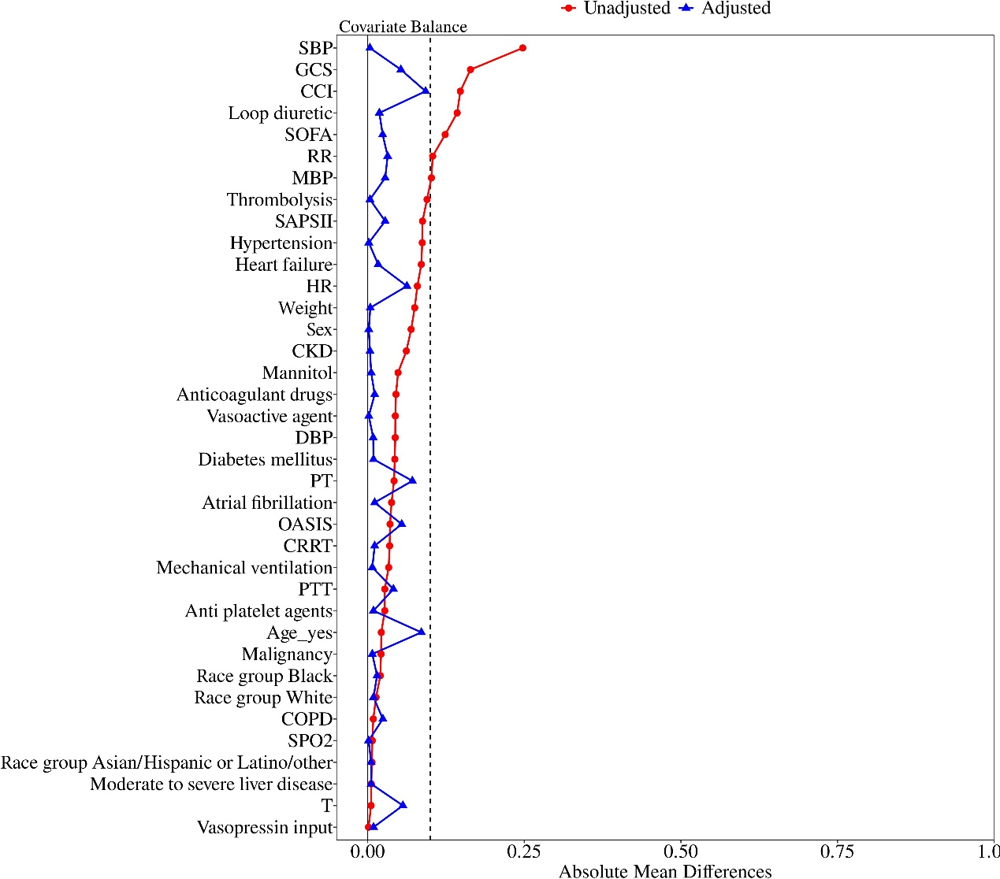 Unadjusted Adjusted
Covariate Balance
SBP
GCS
CCI
Loop diuretic
SOFA
RR
MBP
Thrombolysis
SAPSII
Hypertension
Heart failure
HR
Weight
Sex
CKD
Mannitol
Anticoagulant drugs
Vasoactive agent
DBP
Diabetes mellitus
PT
Atrial fibrillation
OASIS
CRRT
Mechanical ventilation
PTT
Anti platelet agents
Age_yes
Malignancy
Race group Black
Race group White
COPD
SPO2
Race group Asian/Hispanic or Latino/other
Moderate to severe liver disease
T
Vasopressin input
0.00 0.25 0.50 0.75 1.0
Absolute Mean Differences